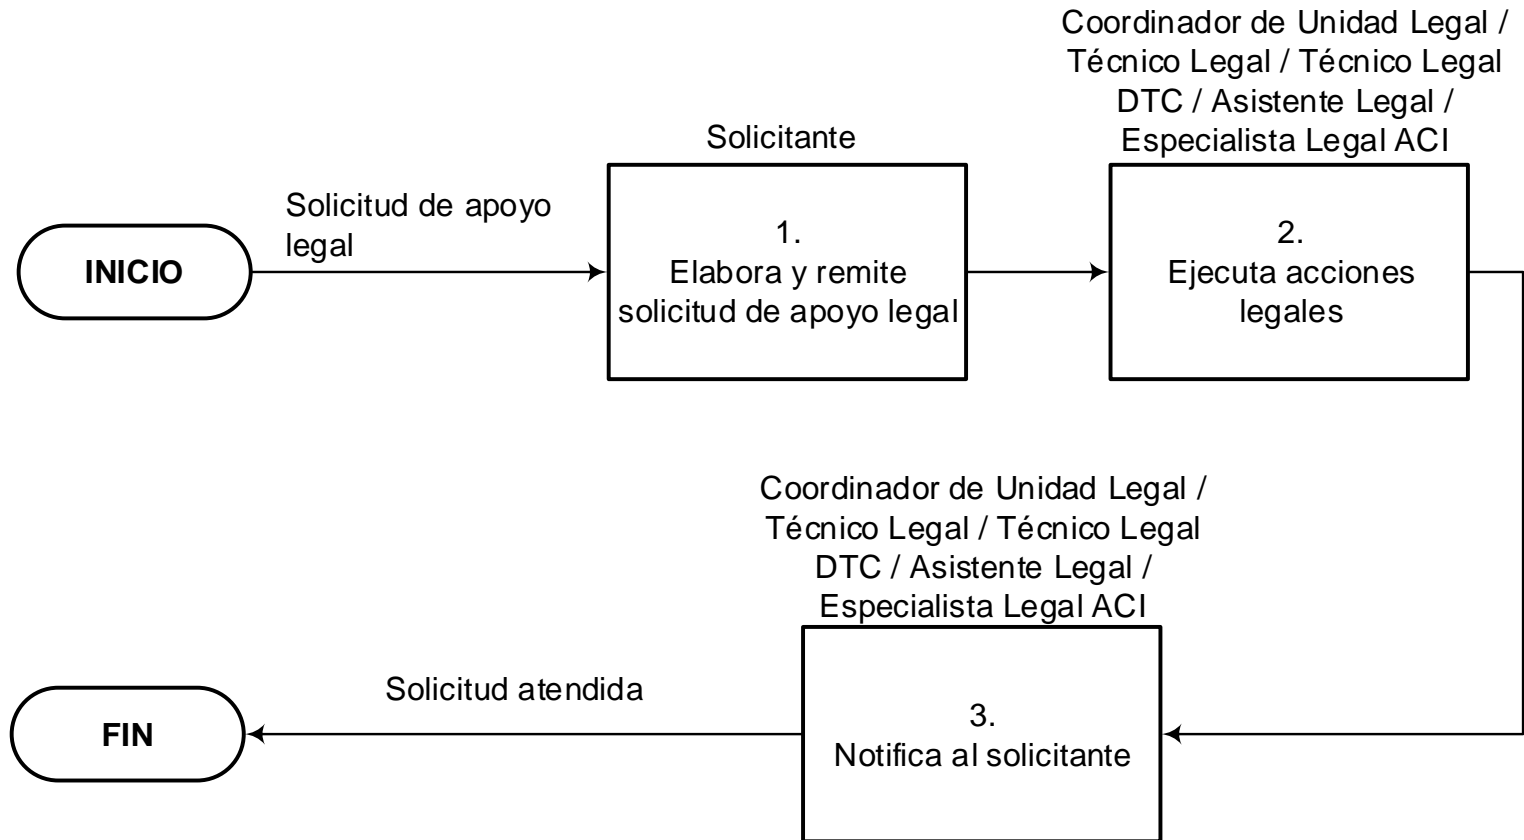 INICIO
Solicitud de apoyo
legal
Solicitante
1.
Elabora y remite
solicitud de apoyo legal
Coordinador de Unidad Legal /
Técnico Legal / Técnico Legal
DTC / Asistente Legal /
Especialista Legal ACI
2.
Ejecuta acciones
legales
Coordinador de Unidad Legal /
Técnico Legal / Técnico Legal
DTC / Asistente Legal /
Especialista Legal ACI
3.
Notifica al solicitante
Solicitud atendida
FIN